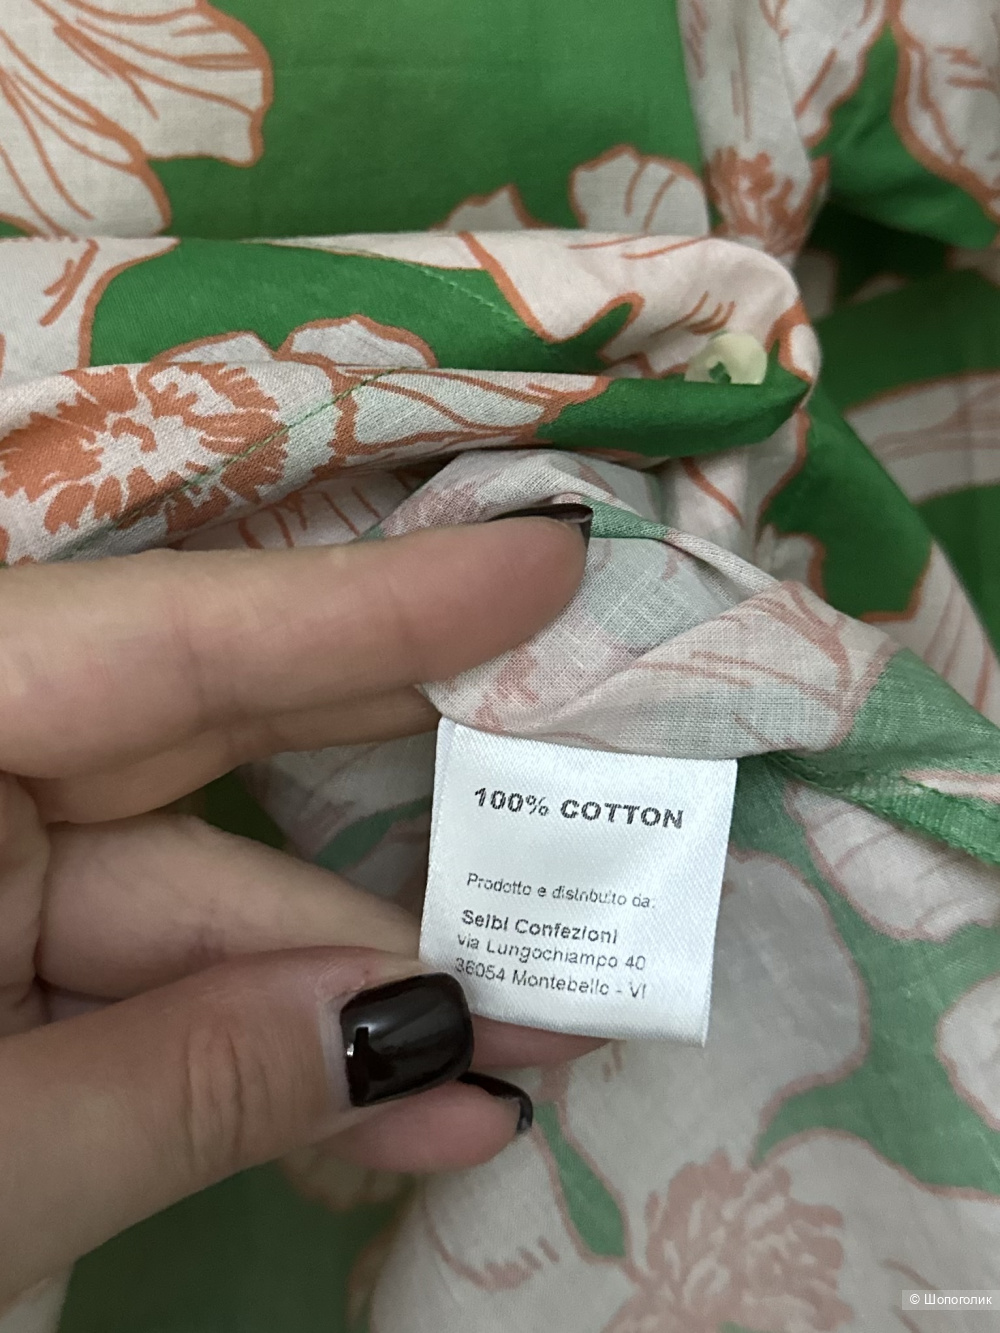 100% COTTON
Prodotto e distribuito da:
Selbi Confezioni
via Lungochiampo 40
36054 Montebello - VI
© Шопоголик